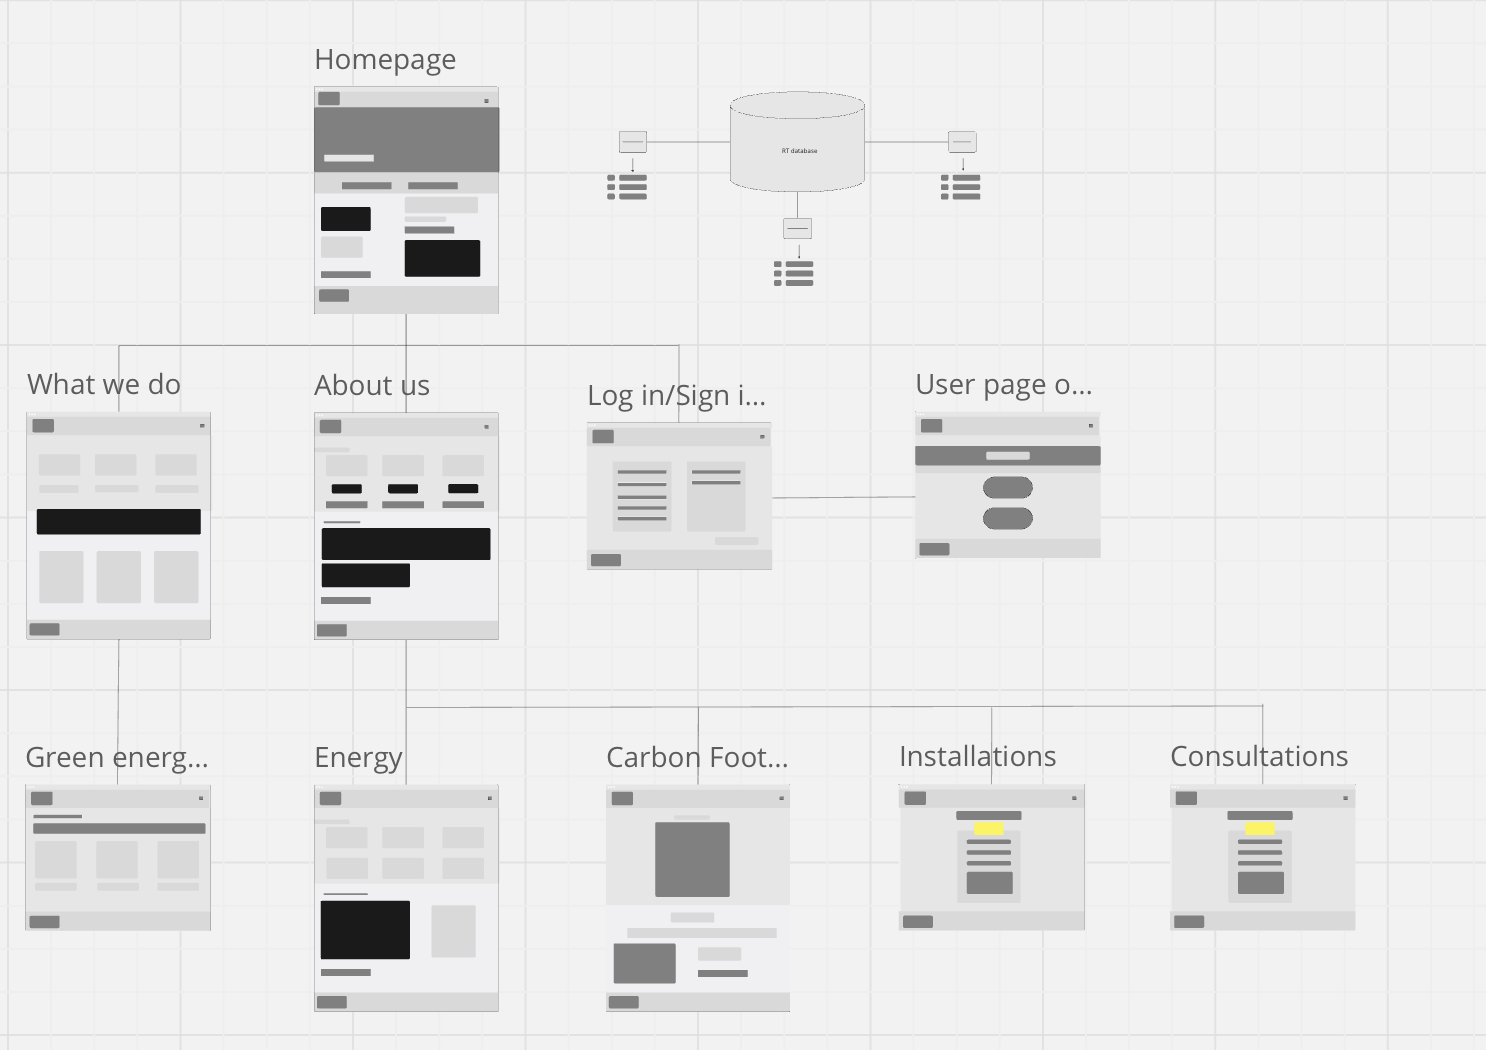 Homepage
RT database
What we do
About us
Log in/Sign i...
User page o...
Green energ...
Energy
Carbon Foot...
Installations
Consultations